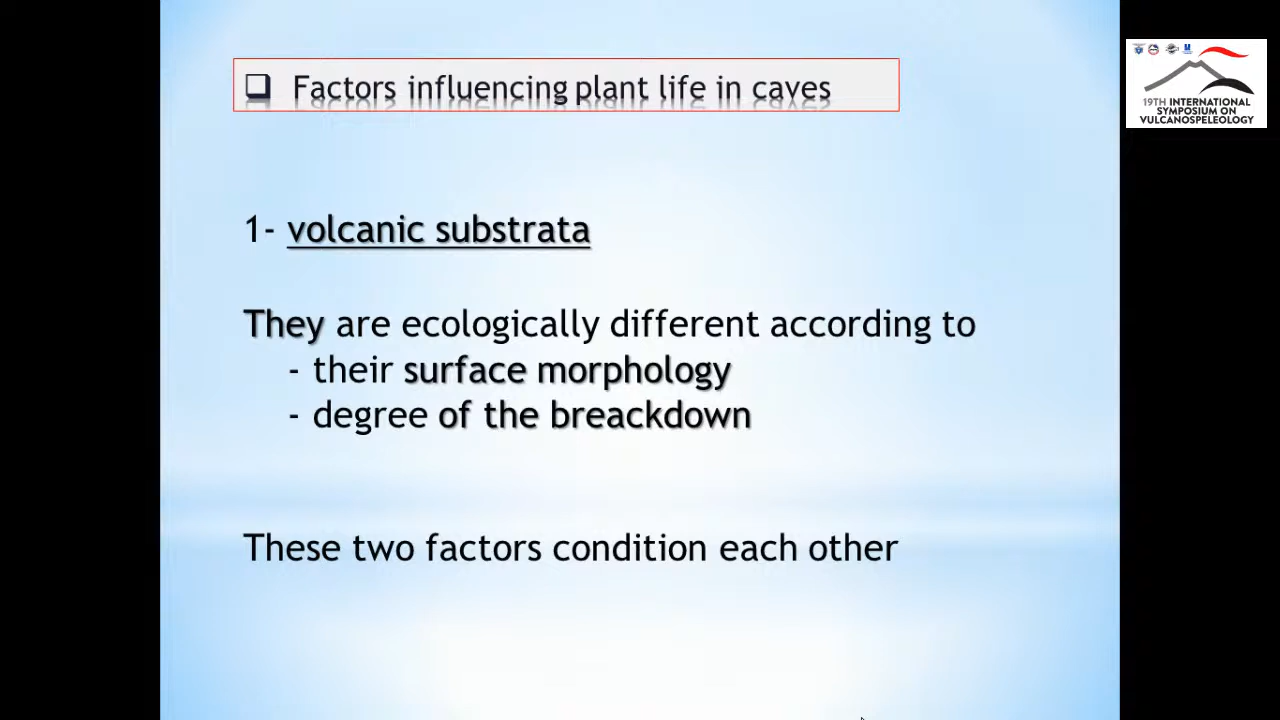 ❑ Factors influencing plant life in caves
19TH INTERNATIONAL
SYMPOSIUM ON
VULCANOSPELEOLOGY
1- volcanic substrata
They are ecologically different according to
- their surface morphology
- degree of the breackdown
These two factors condition each other